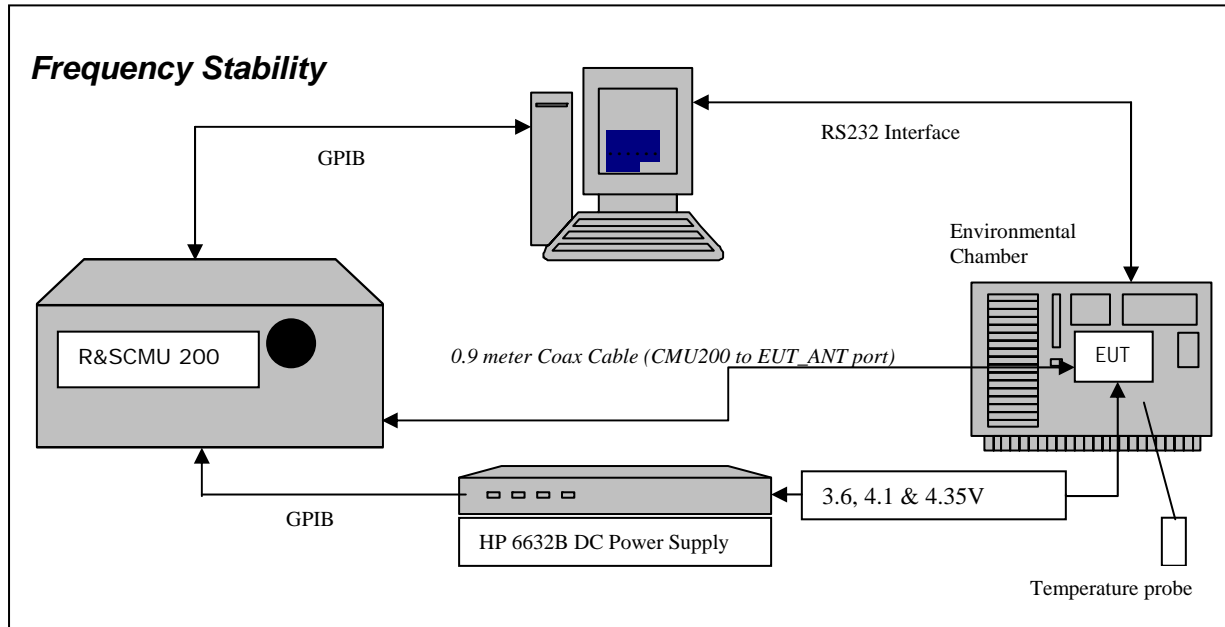 Frequency Stability
RS232 Interface
GPIB
Environmental
Chamber
R&SCMU 200
0.9 meter Coax Cable (CMU200 to EUT_ANT port)
EUT
3.6, 4.1 & 4.35V
GPIB
HP 6632B DC Power Supply
Temperature probe